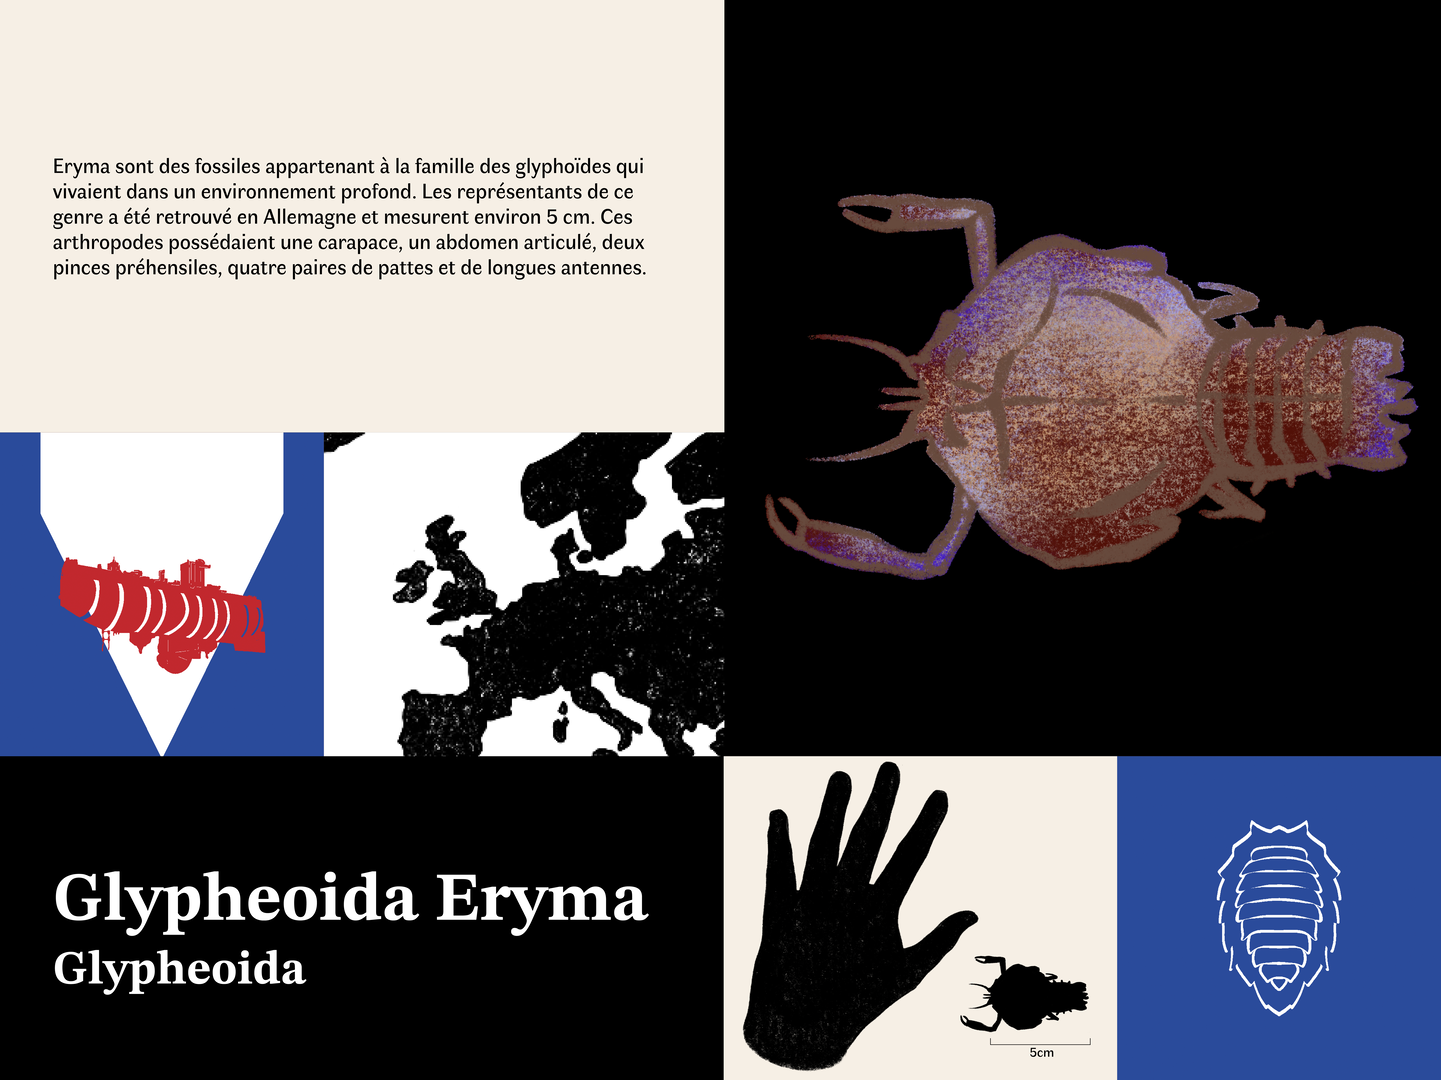 Eryma sont des fossiles appartenant à la famille des glyphoïdes qui
vivaient dans un environnement profond. Les représentants de ce
genre a été retrouvé en Allemagne et mesurent environ 5 cm. Ces
arthropodes possédaient une carapace, un abdomen articulé, deux
pinces préhensiles, quatre paires de pattes et de longues antennes.
Glypheoida Eryma
Glypheoida
5cm